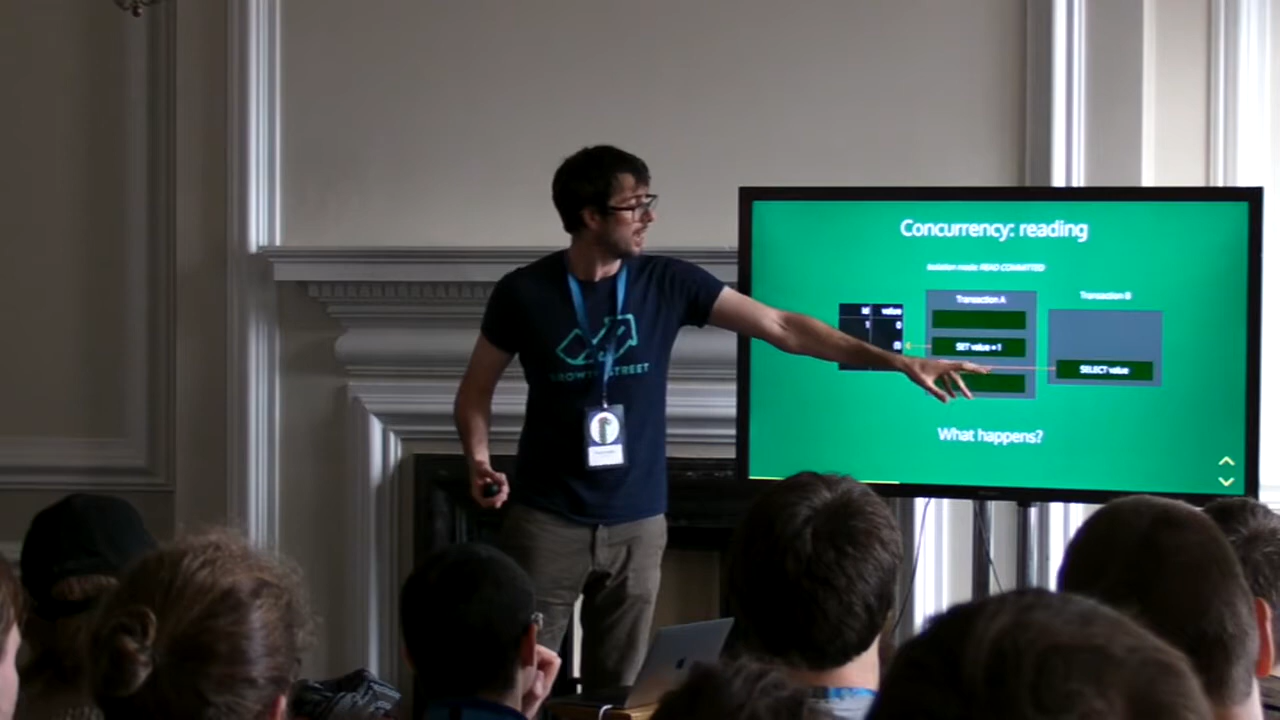 Concurrency: reading
Isolation mode: READ COMMITTED
Transaction A
Transaction B
id value
1 0
SET value = 1
SELECT value
What happens?
STREET